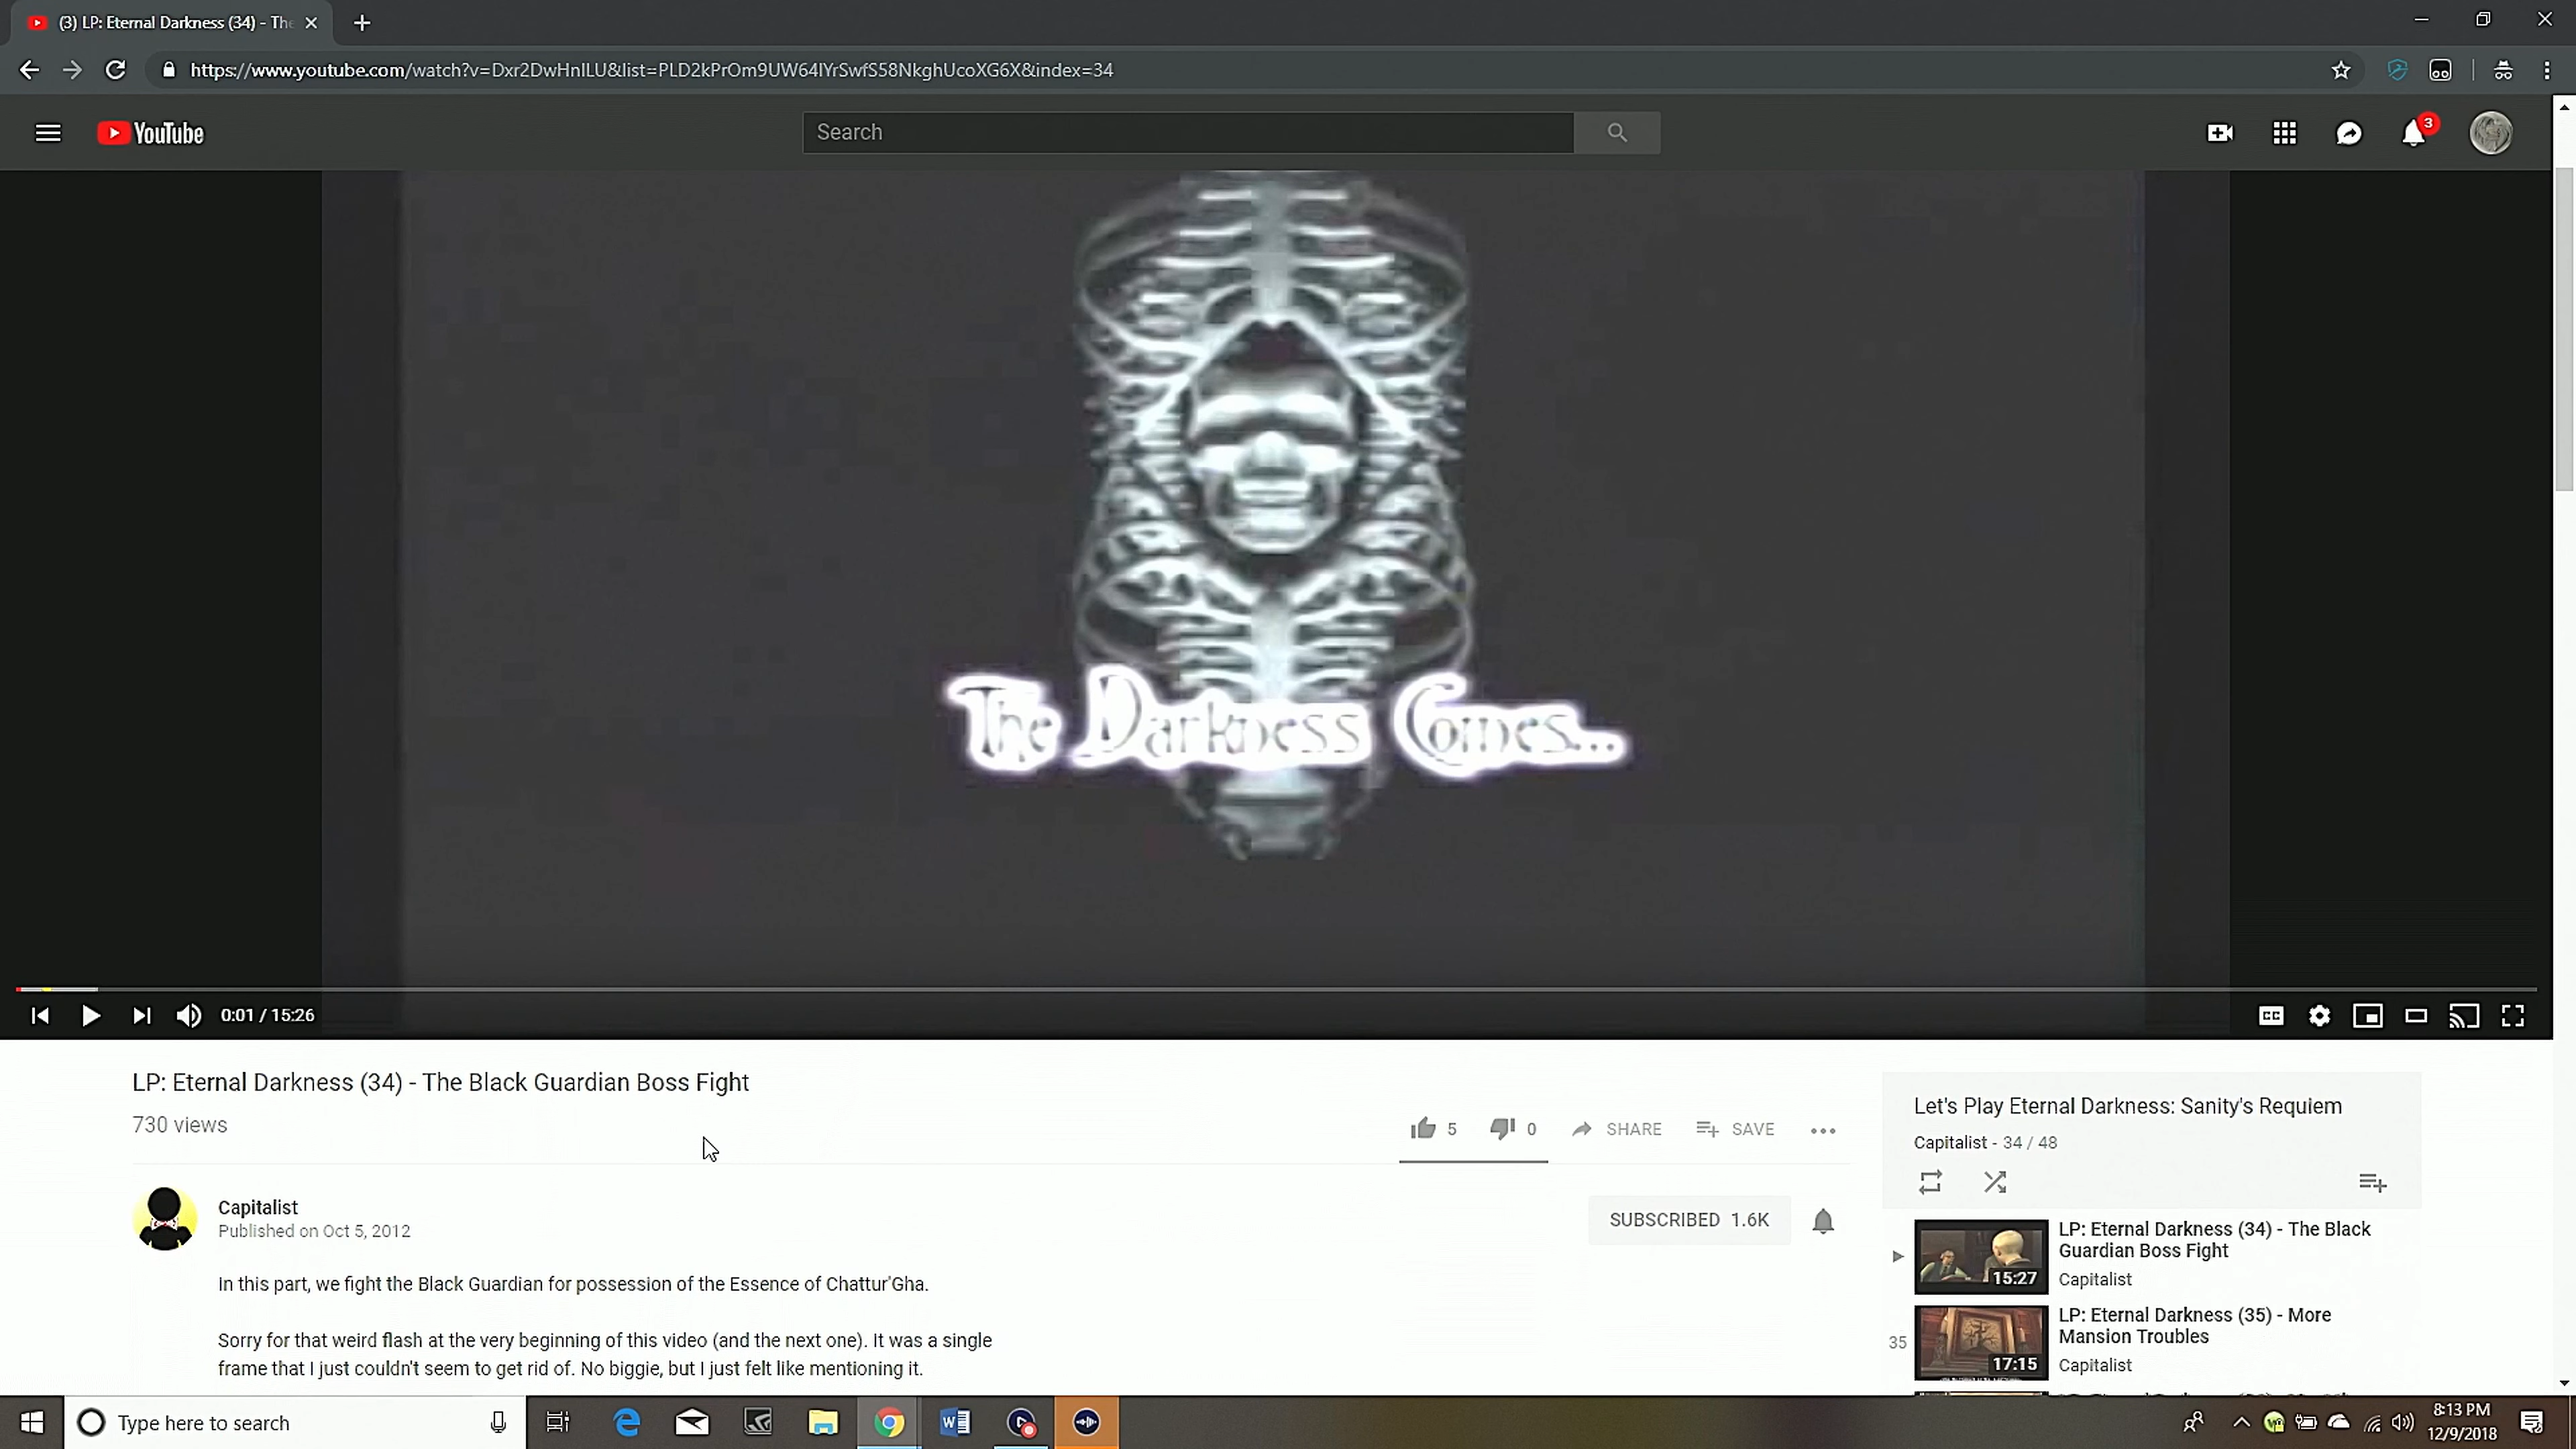 (3) LP: Eternal Darkness (34) - The
https://www.youtube.com/watch?v=Dxr2DwHnILU&list=PLD2kPrOm9UW64IYrSwfS58NkghUcoXG6X&index=34
YouTube
Search
3
The Darkness Comes...
0:01 / 15:26
CC
LP: Eternal Darkness (34) - The Black Guardian Boss Fight
730 views
5
0
SHARE
SAVE
Capitalist
Published on Oct 5, 2012
SUBSCRIBED 1.6K
In this part, we fight the Black Guardian for possession of the Essence of Chattur'Gha.
Sorry for that weird flash at the very beginning of this video (and the next one). It was a single
frame that I just couldn't seem to get rid of. No biggie, but I just felt like mentioning it.
Let's Play Eternal Darkness: Sanity's Requiem
Capitalist - 34 / 48
LP: Eternal Darkness (34) - The Black
Guardian Boss Fight
15:27
Capitalist
35
LP: Eternal Darkness (35) - More
Mansion Troubles
17:15
Capitalist
Type here to search
8:13 PM
12/9/2018